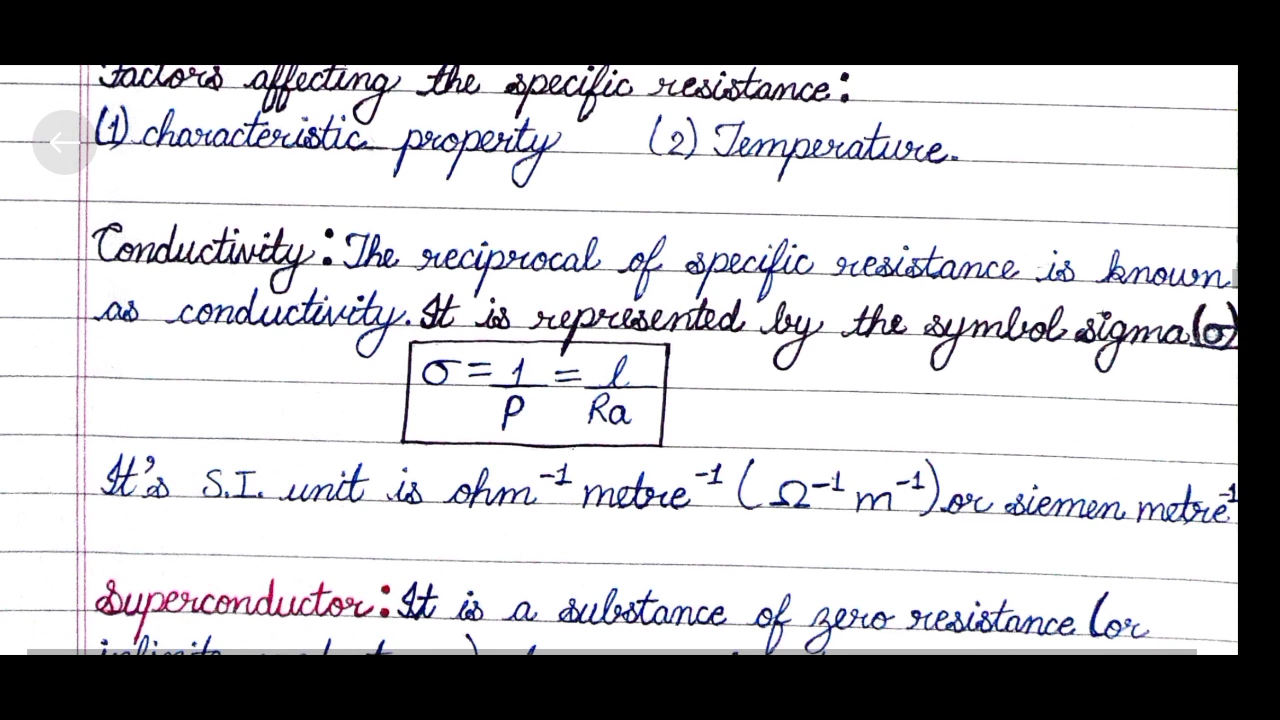 Factors affecting the specific resistance:
(1) characteristic property (2) Temperature.
Conductivity: The reciprocal of specific resistance is known
as conductivity. It is represented by the symbol sigma (σ)
σ = 1/ρ = l/Ra
It's S.I. unit is ohm⁻¹ metre⁻¹ (Ω⁻¹ m⁻¹) or siemen metre⁻¹
Superconductor: It is a substance of zero resistance (or